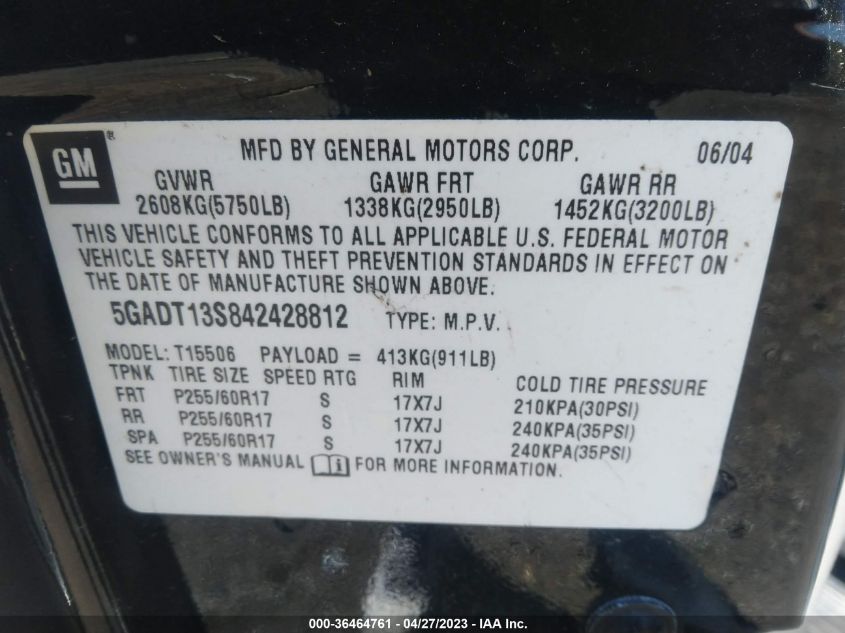 GM ®
MFD BY GENERAL MOTORS CORP. 06/04
GVWR GAWR FRT GAWR RR
2608KG(5750LB) 1338KG(2950LB) 1452KG(3200LB)
THIS VEHICLE CONFORMS TO ALL APPLICABLE U.S. FEDERAL MOTOR
VEHICLE SAFETY AND THEFT PREVENTION STANDARDS IN EFFECT ON
THE DATE OF MANUFACTURE SHOWN ABOVE.
5GADT13S842428812 TYPE: M.P.V.
MODEL: T15506 PAYLOAD = 413KG(911LB)
TPNK TIRE SIZE SPEED RTG RIM COLD TIRE PRESSURE
FRT P255/60R17 S 17X7J 210KPA(30PSI)
RR P255/60R17 S 17X7J 240KPA(35PSI)
SPA P255/60R17 S 17X7J 240KPA(35PSI)
SEE OWNER'S MANUAL i FOR MORE INFORMATION.
000-36464761 - 04/27/2023 - IAA Inc.